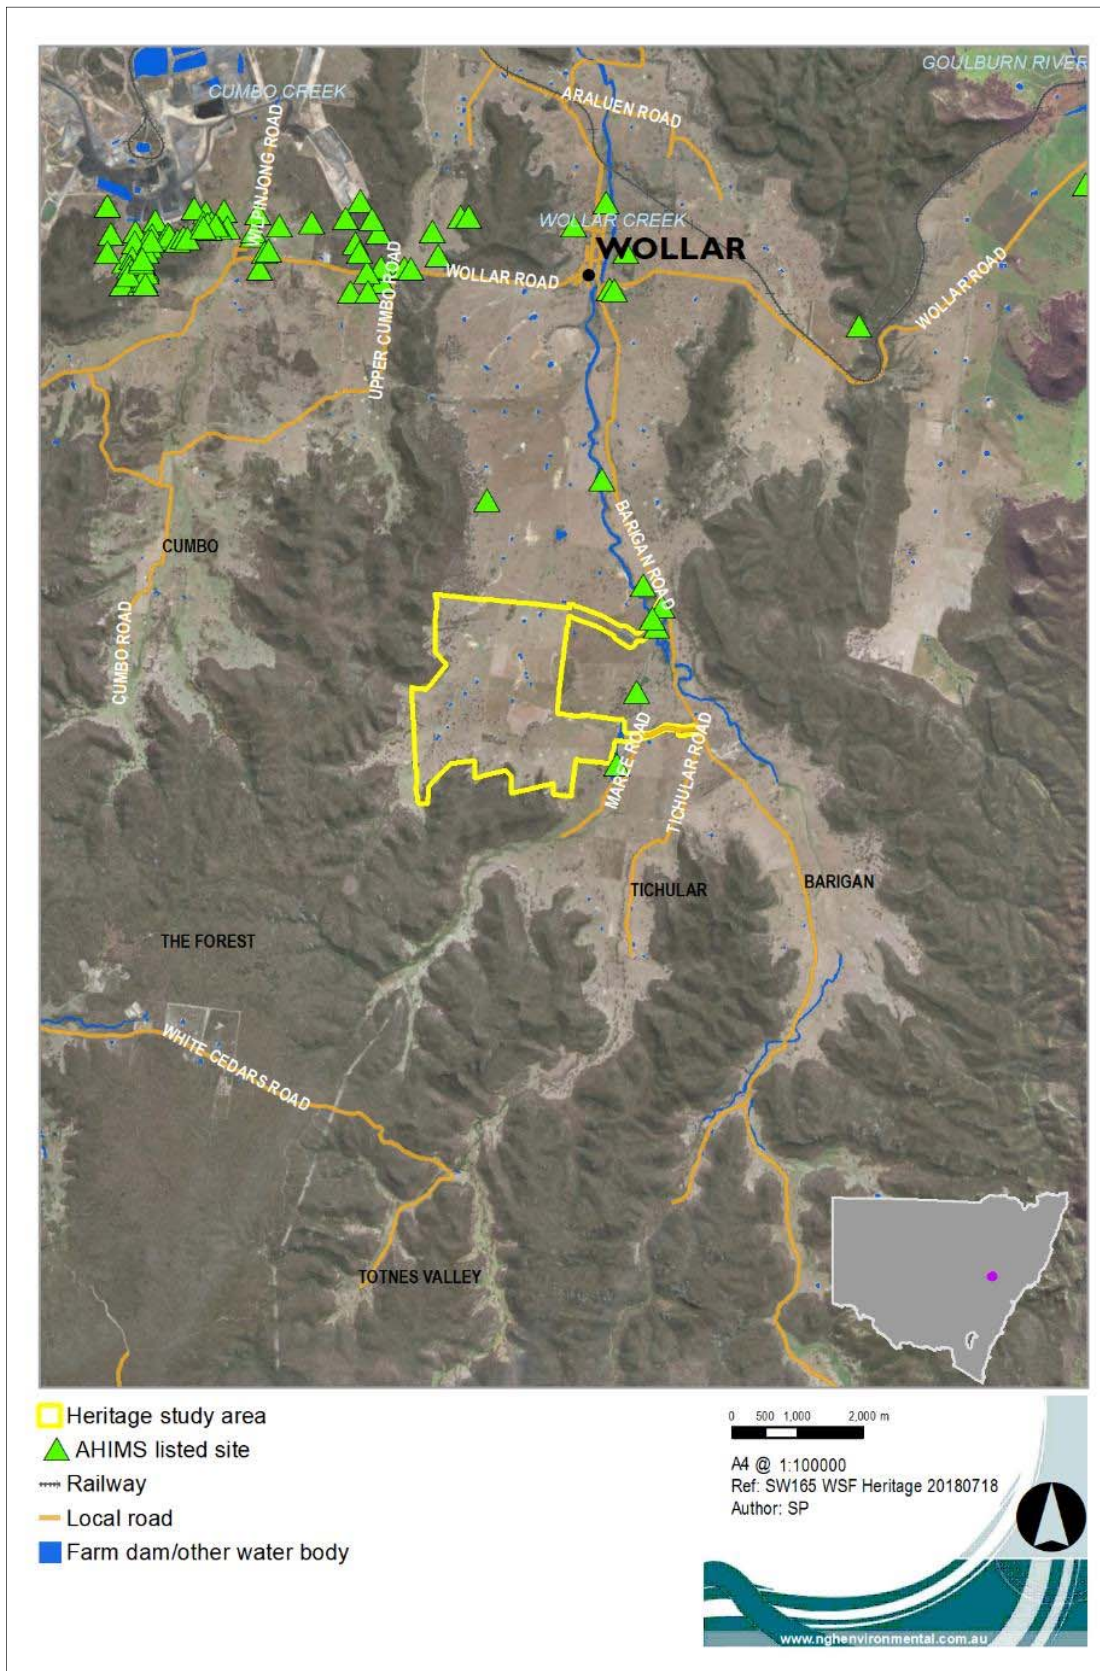 GOULBURN RIVER
CUMBO CREEK
ARALUEN ROAD
WILPINJONG ROAD
WOLLAR CREEK
WOLLAR
WOLLAR ROAD
WOLLAR ROAD
UPPER CUMBO ROAD
BARIGAN ROAD
CUMBO
CUMBO ROAD
MAREE ROAD
TICHULAR ROAD
TICHULAR
BARIGAN
THE FOREST
WHITE CEDARS ROAD
TOTNES VALLEY
Heritage study area
AHIMS listed site
Railway
Local road
Farm dam/other water body
0 500 1,000 2,000 m
A4 @ 1:100000
Ref: SW165 WSF Heritage 20180718
Author: SP
www.nghenvironmental.com.au